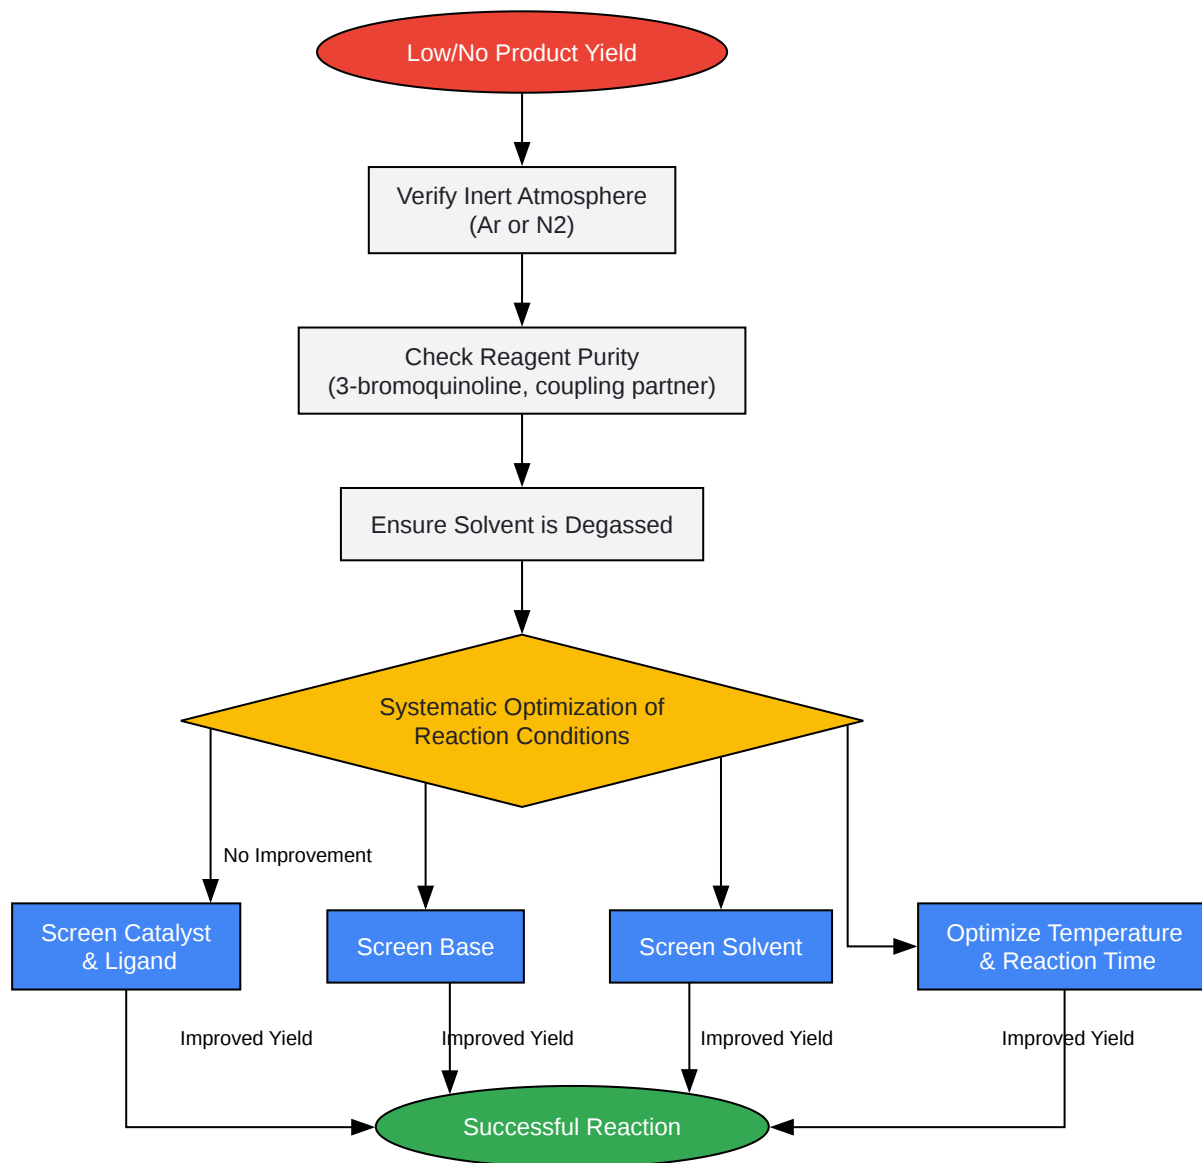 Low/No Product Yield
Verify Inert Atmosphere
(Ar or N2)
Check Reagent Purity
(3-bromoquinoline, coupling partner)
Ensure Solvent is Degassed
Systematic Optimization of
Reaction Conditions
No Improvement
Screen Catalyst
& Ligand
Screen Base
Screen Solvent
Optimize Temperature
& Reaction Time
Improved Yield
Improved Yield
Improved Yield
Improved Yield
Successful Reaction